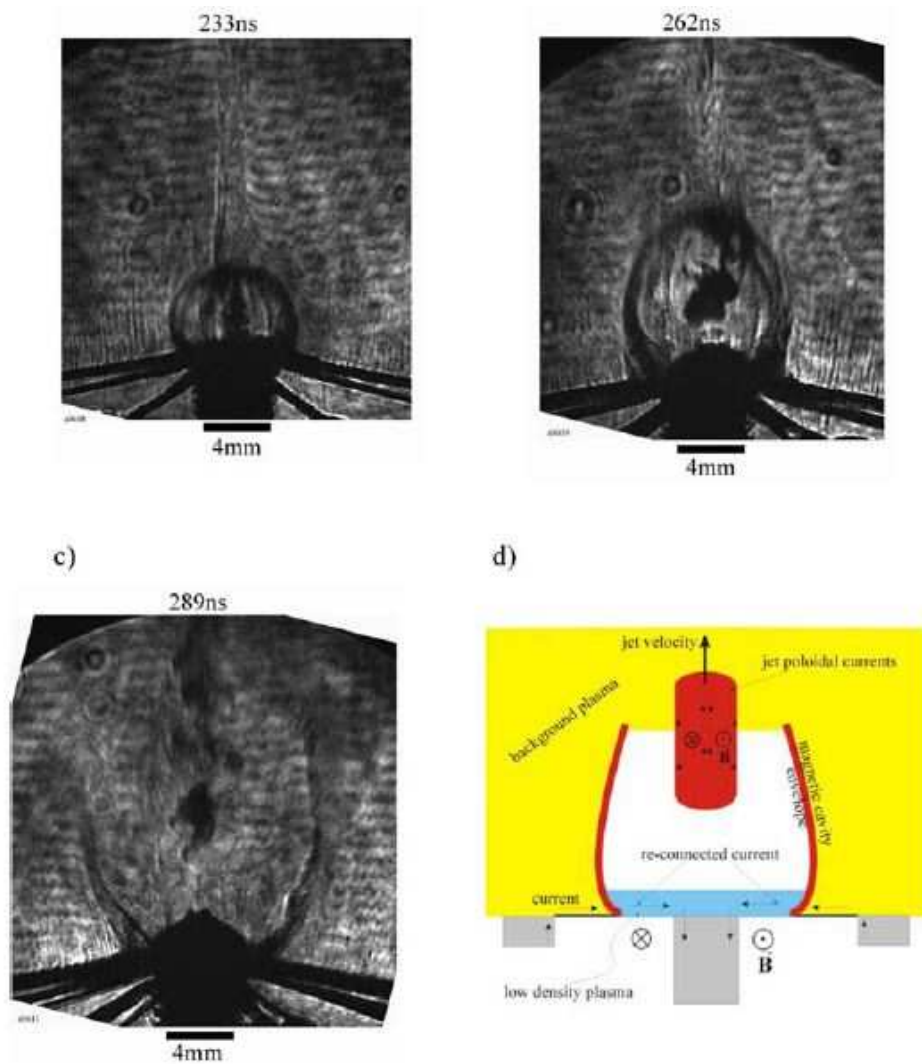 233ns
262ns
4mm
4mm
c)
d)
289ns
4mm
jet velocity
jet poloidal currents
background plasma
B
magnetic cavity
envelope
re-connected current
current
B
low density plasma